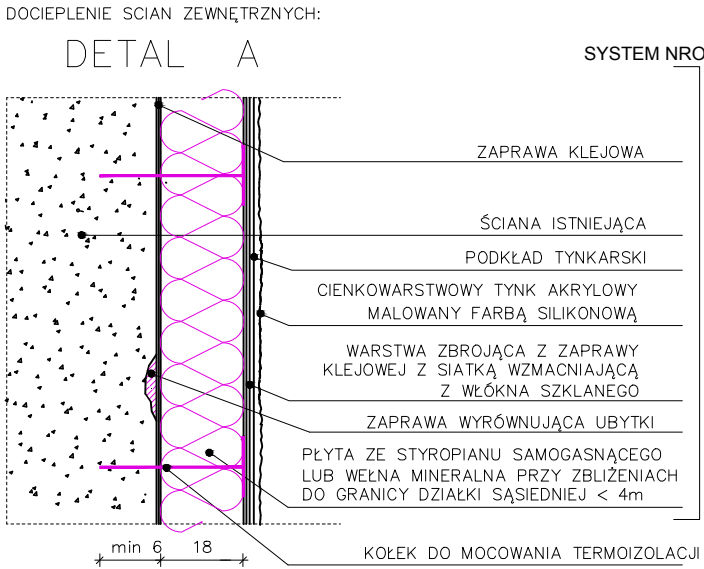 DOCIEPLENIE SCIAN ZEWNĘTRZNYCH:
DETAL A
SYSTEM NRO
ZAPRAWA KLEJOWA
ŚCIANA ISTNIEJĄCA
PODKŁAD TYNKARSKI
CIENKOWARSTWOWY TYNK AKRYLOWY
MALOWANY FARBĄ SILIKONOWĄ
WARSTWA ZBROJĄCA Z ZAPRAWY
KLEJOWEJ Z SIATKĄ WZMACNIAJĄCĄ
Z WŁÓKNA SZKLANEGO
ZAPRAWA WYRÓWNUJĄCA UBYTKI
PŁYTA ZE STYROPIANU SAMOGASNĄCEGO
LUB WEŁNA MINERALNA PRZY ZBLIŻENIACH
DO GRANICY DZIAŁKI SĄSIEDNIEJ < 4m
min 6 18
KOŁEK DO MOCOWANIA TERMOIZOLACJI